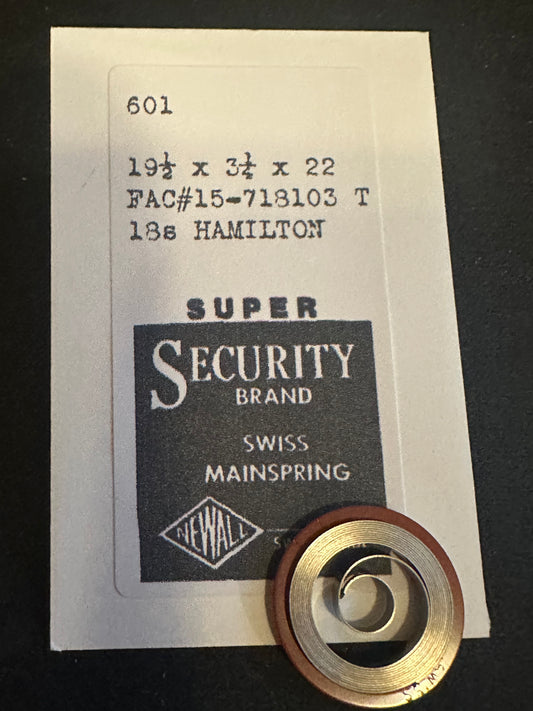 601
19½ x 3¼ x 22
FAC#15-718103 T
18s HAMILTON
SUPER
SECURITY
BRAND
SWISS
MAINSPRING
NEWALL